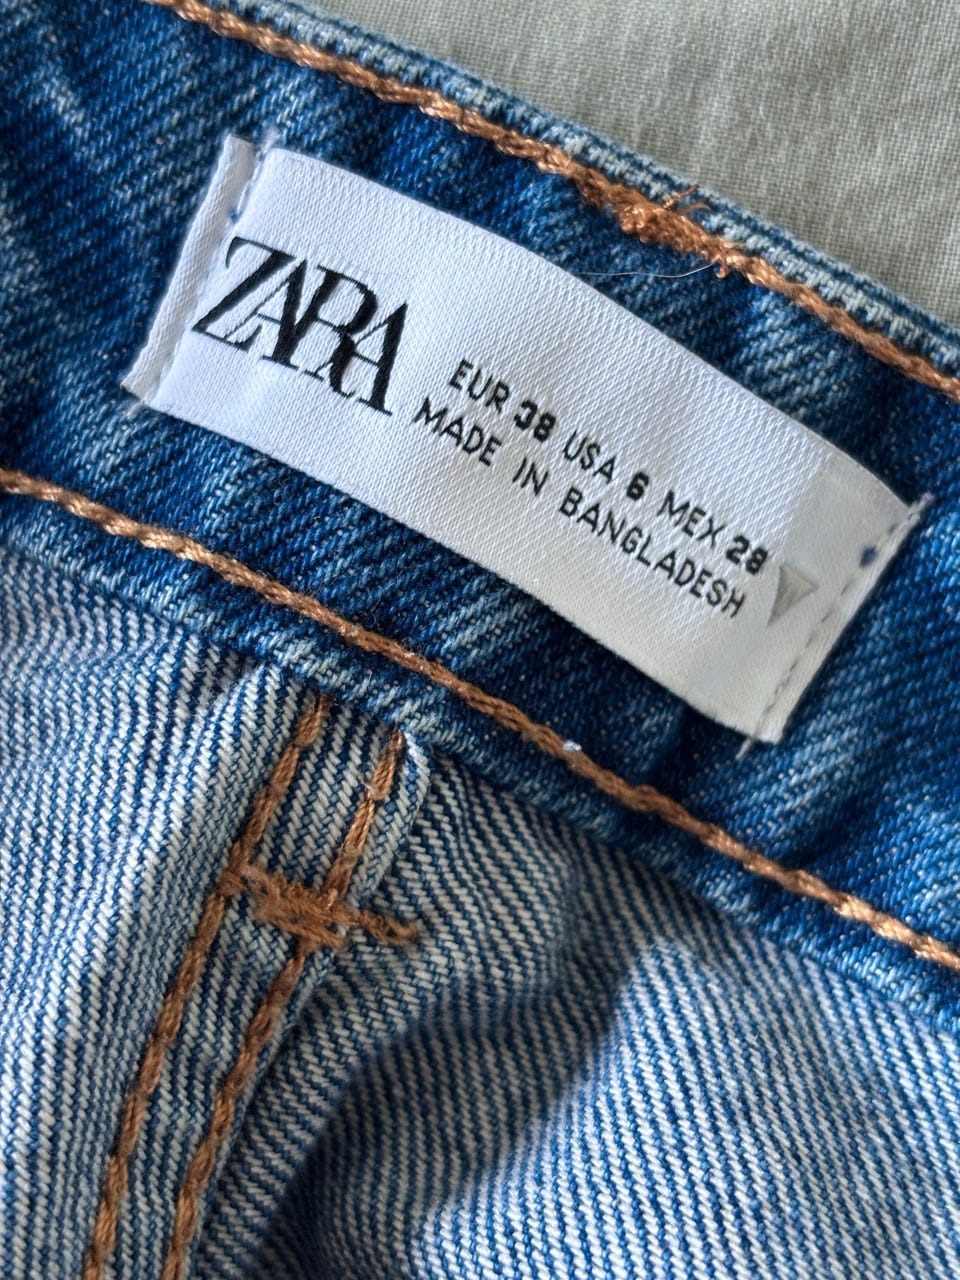 ZARA
EUR 38 USA 6 MEX 28
MADE IN BANGLADESH